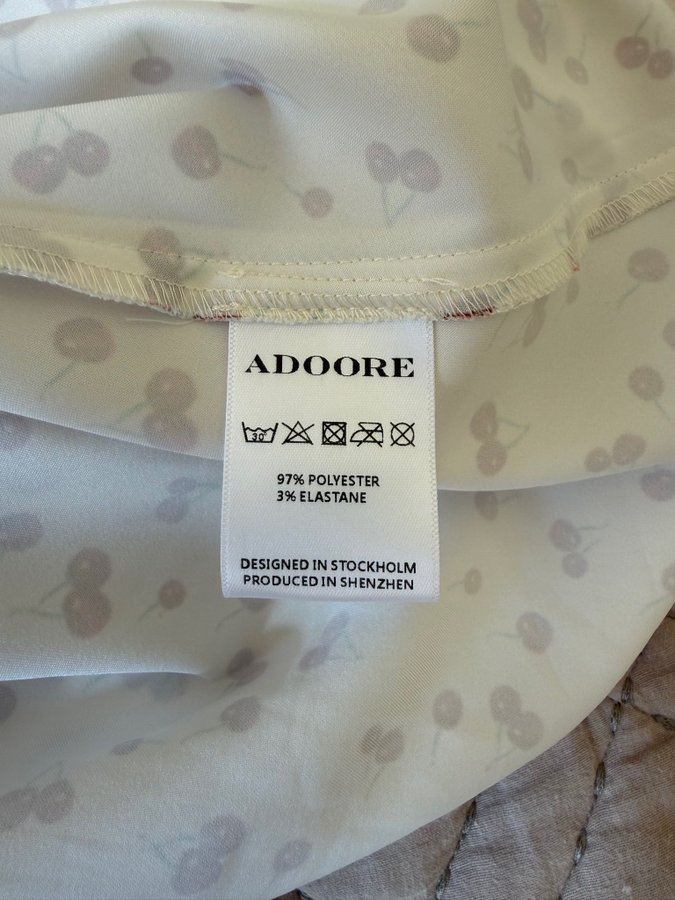 ADOORE
30°
97% POLYESTER
3% ELASTANE
DESIGNED IN STOCKHOLM
PRODUCED IN SHENZHEN